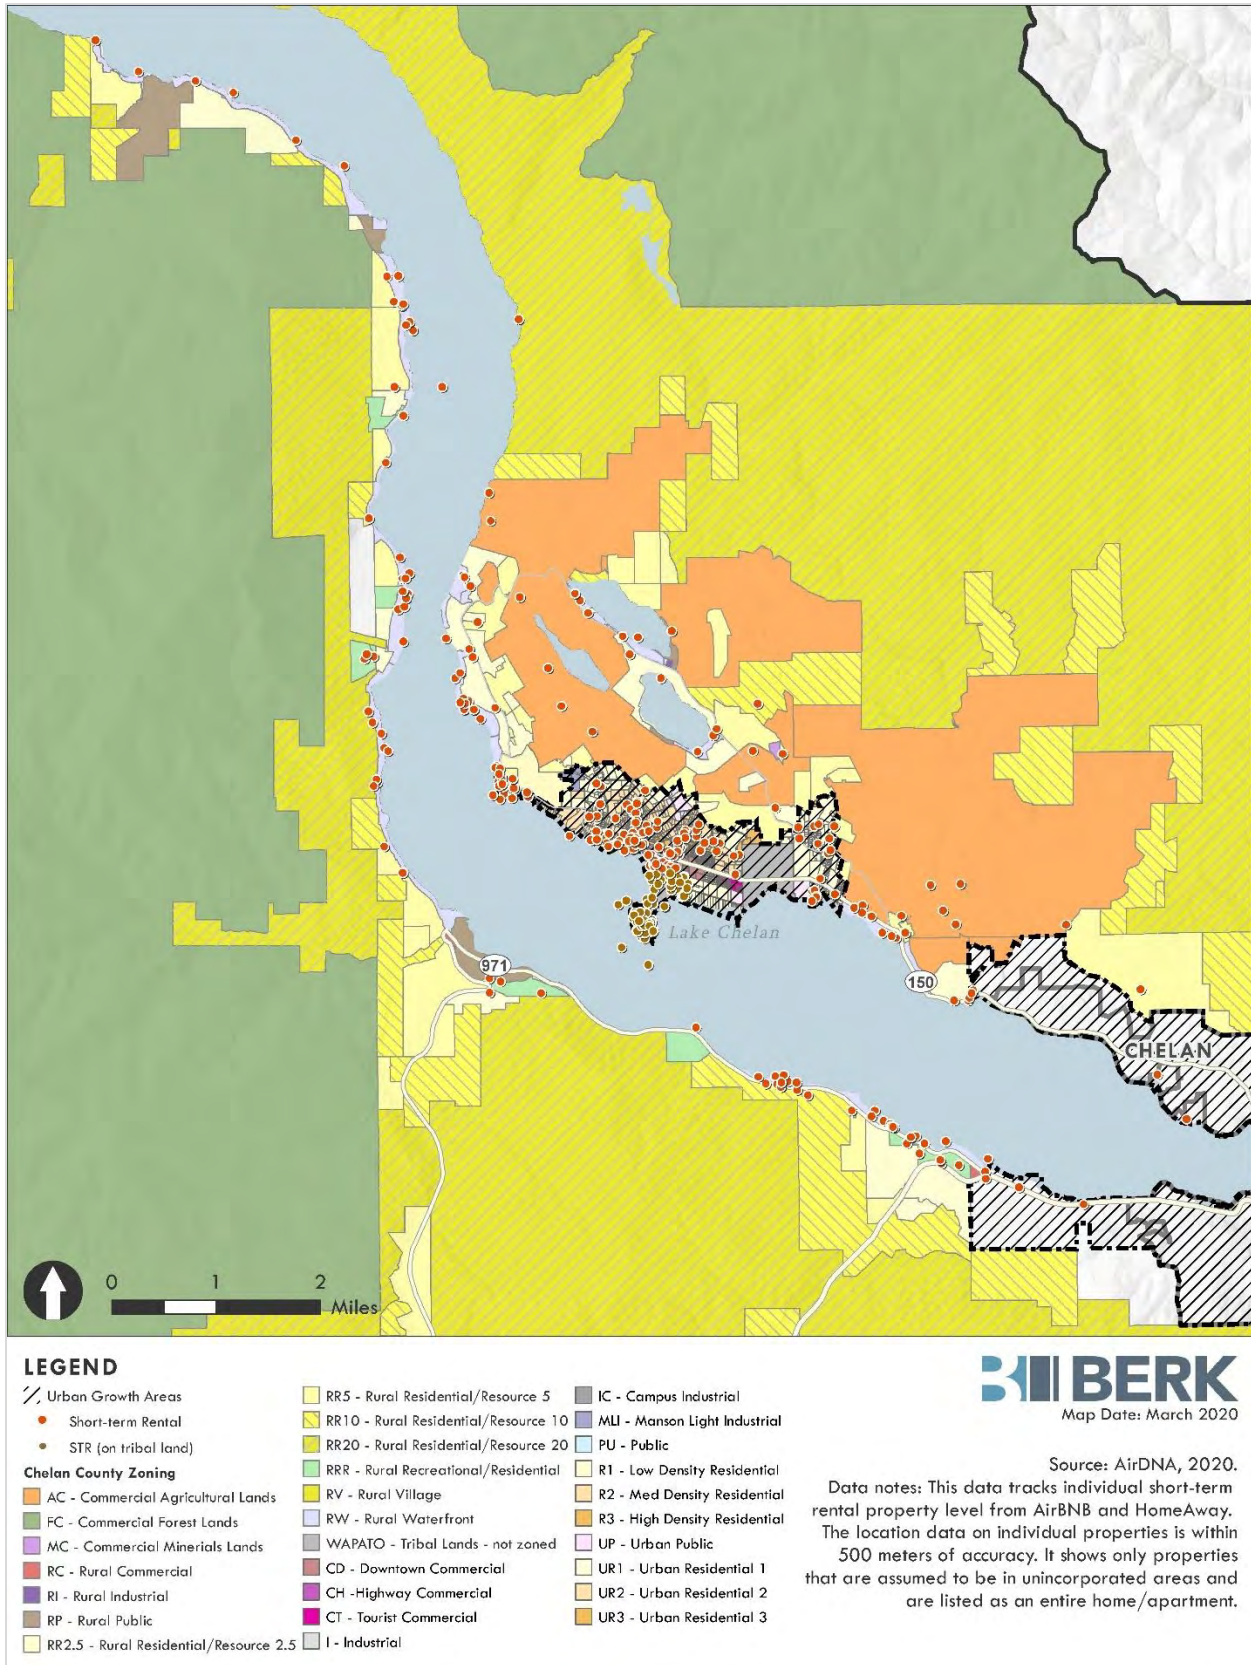 Lake Chelan
971
150
CHELAN
0 1 2
Miles
LEGEND
Urban Growth Areas
Short-term Rental
STR (on tribal land)
Chelan County Zoning
AC - Commercial Agricultural Lands
FC - Commercial Forest Lands
MC - Commercial Minerals Lands
RC - Rural Commercial
RI - Rural Industrial
RP - Rural Public
RR2.5 - Rural Residential/Resource 2.5
RR5 - Rural Residential/Resource 5
RR10 - Rural Residential/Resource 10
RR20 - Rural Residential/Resource 20
RRR - Rural Recreational/Residential
RV - Rural Village
RW - Rural Waterfront
WAPATO - Tribal Lands - not zoned
CD - Downtown Commercial
CH -Highway Commercial
CT - Tourist Commercial
I - Industrial
IC - Campus Industrial
MLI - Manson Light Industrial
PU - Public
R1 - Low Density Residential
R2 - Med Density Residential
R3 - High Density Residential
UP - Urban Public
UR1 - Urban Residential 1
UR2 - Urban Residential 2
UR3 - Urban Residential 3
BERK
Map Date: March 2020
Source: AirDNA, 2020.
Data notes: This data tracks individual short-term
rental property level from AirBNB and HomeAway.
The location data on individual properties is within
500 meters of accuracy. It shows only properties
that are assumed to be in unincorporated areas and
are listed as an entire home/apartment.